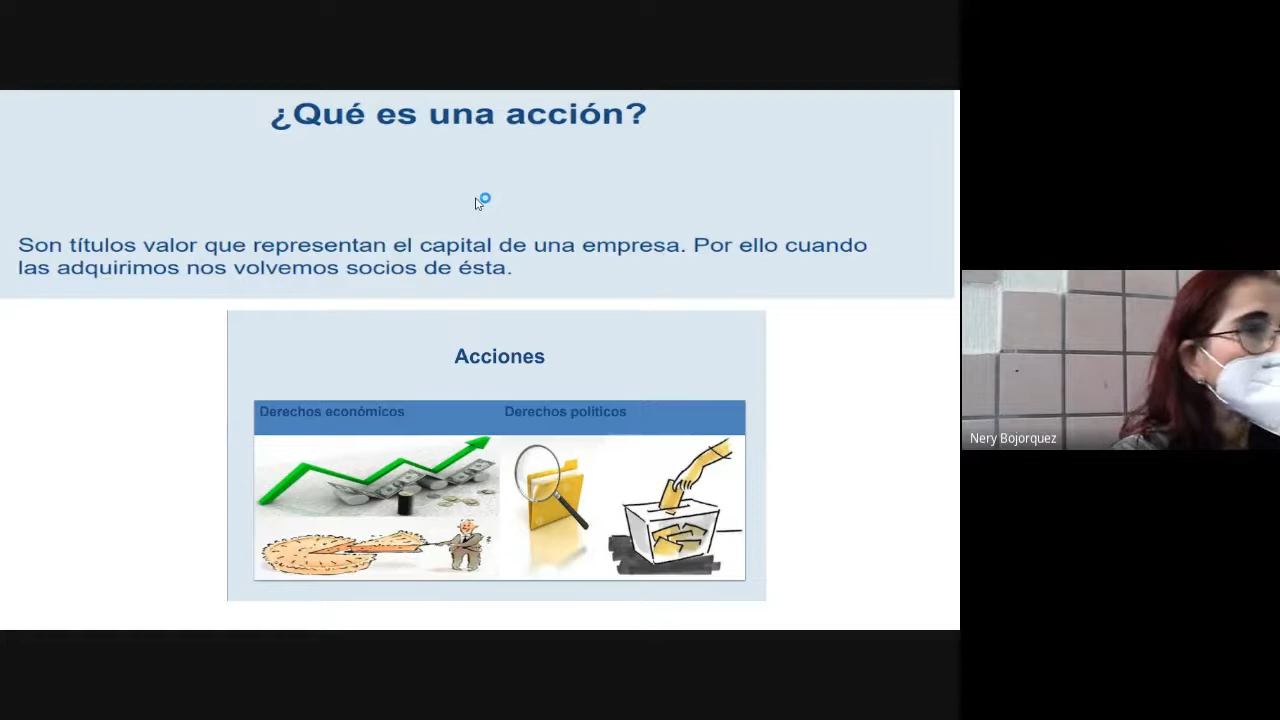 ¿Qué es una acción?
Son títulos valor que representan el capital de una empresa. Por ello cuando
las adquirimos nos volvemos socios de ésta.
Acciones
Derechos económicos
Derechos politicos
Nery Bojorquez